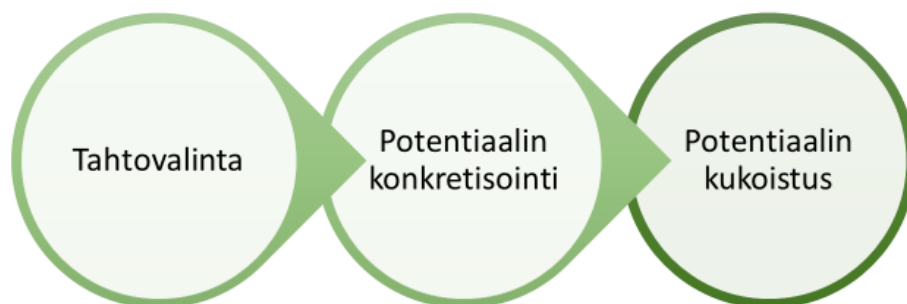 Tahtovalinta
Potentiaalin
konkretisointi
Potentiaalin
kukoistus